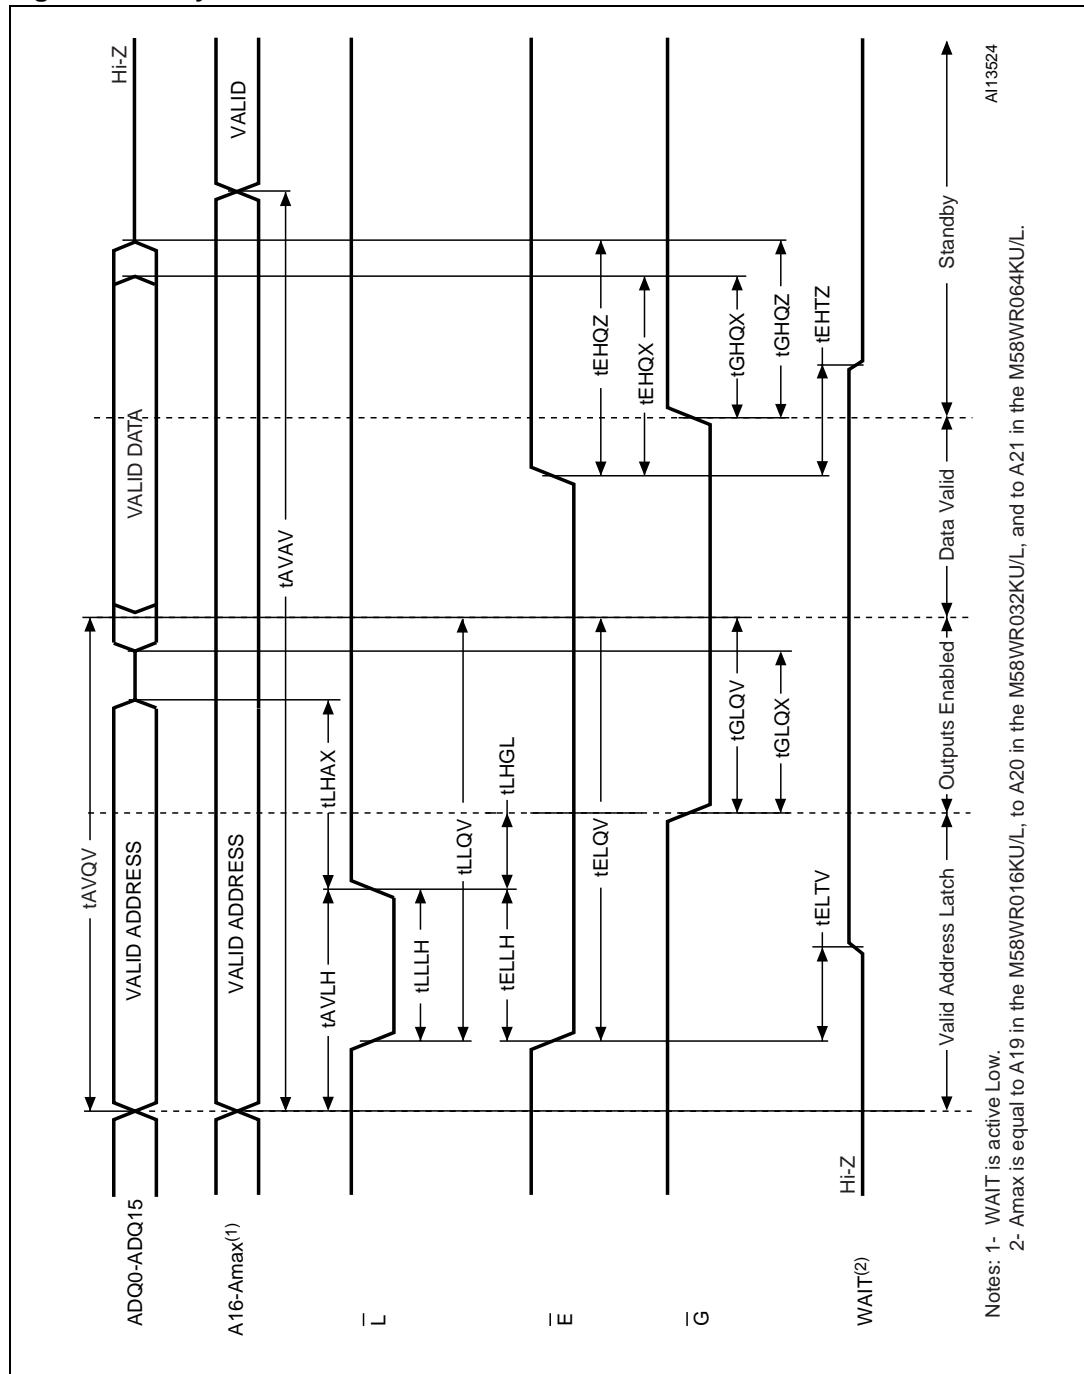 ADQ0-ADQ15
VALID ADDRESS
VALID DATA
Hi-Z
tAVQV
A16-Amax(1)
VALID ADDRESS
VALID
tAVAV
L
tAVLH
tLHAX
tLLLH
tLLQV
E
tELLH
tLHGL
tELQV
tEHQZ
tEHQX
G
tGLQV
tGHQX
tGLQX
tGHQZ
WAIT(2)
Hi-Z
tELTV
tEHTZ
Valid Address Latch
Outputs Enabled
Data Valid
Standby
Notes: 1- WAIT is active Low.
2- Amax is equal to A19 in the M58WR016KU/L, to A20 in the M58WR032KU/L, and to A21 in the M58WR064KU/L.
AI13524